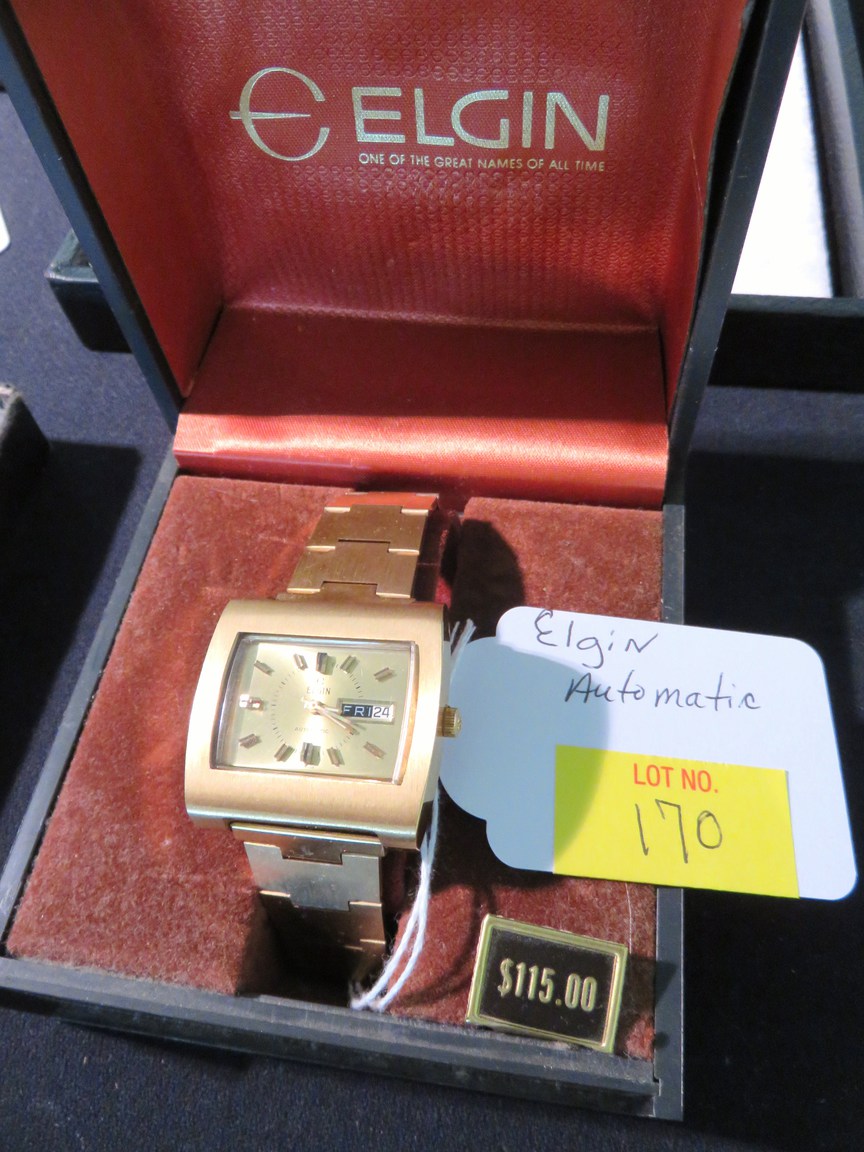 ELGIN
ONE OF THE GREAT NAMES OF ALL TIME
ELGIN
FRI 24
Elgin
Automatic
LOT NO.
170
$115.00